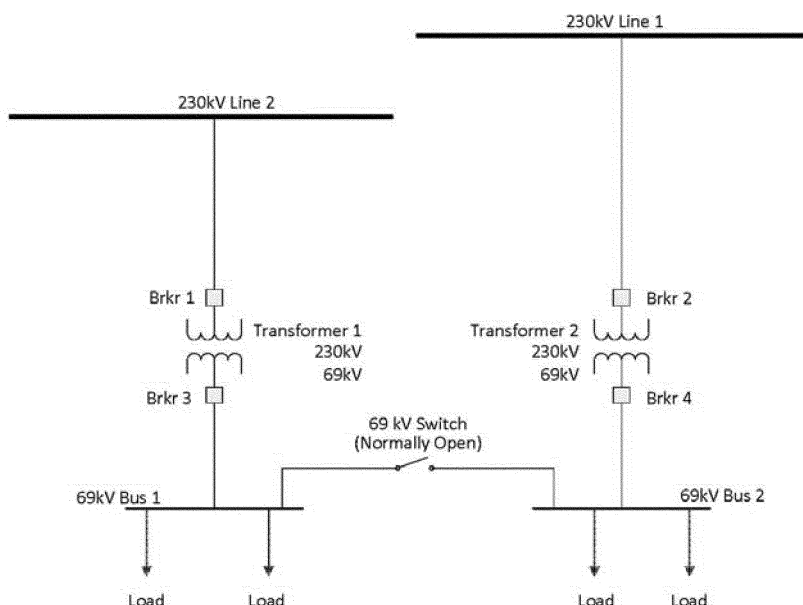 230kV Line 1
230kV Line 2
Brkr 1
Transformer 1
230kV
69kV
Brkr 3
Brkr 2
Transformer 2
230kV
69kV
Brkr 4
69 kV Switch
(Normally Open)
69kV Bus 1
69kV Bus 2
Load
Load
Load
Load